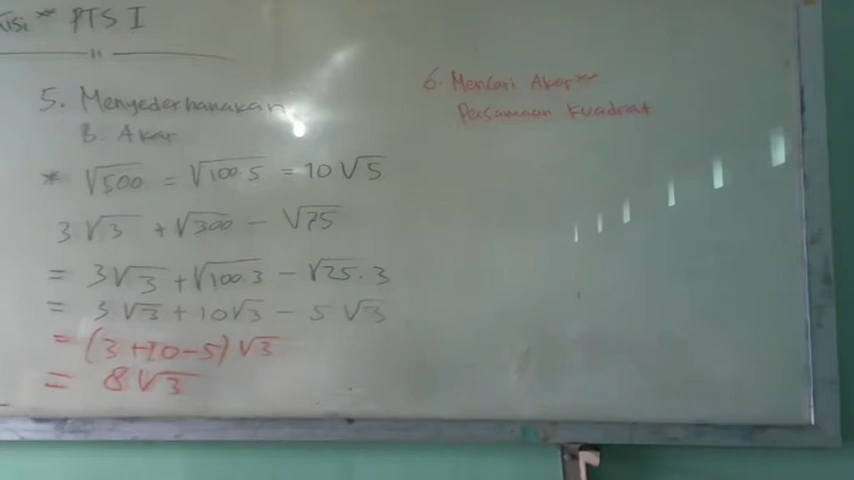 Kisi" PTS I
5. Menyederhanakan
B. Akar
* √500 = √100.5 = 10√5
3√3 + √300 - √75
= 3√3 + √100.3 - √25.3
= 3√3 + 10√3 - 5√3
= (3+10-5)√3
= 8√3
6. Mencari Akar"
Persamaan Kuadrat